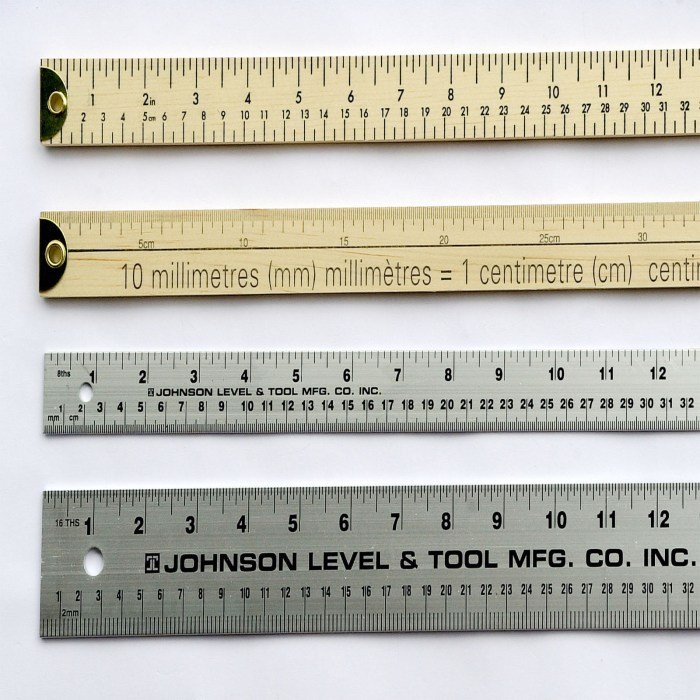 1 2in 3 4 5 6 7 8 9 10 11 12
2 3 4 5cm 6 7 8 9 10 11 12 13 14 15 16 17 18 19 20 21 22 23 24 25 26 27 28 29 30 31 32
5cm 10 15 20 25cm 30
10 millimetres (mm) millimètres = 1 centimetre (cm) centi
8ths 1 2 3 4 5 6 7 8 9 10 11 12
JOHNSON LEVEL & TOOL MFG. CO. INC.
mm 1 cm 2 3 4 5 6 7 8 9 10 11 12 13 14 15 16 17 18 19 20 21 22 23 24 25 26 27 28 29 30 31 32
16 THS 1 2 3 4 5 6 7 8 9 10 11 12
JOHNSON LEVEL & TOOL MFG. CO. INC.
1 2 3 4 5 6 7 8 9 10 11 12 13 14 15 16 17 18 19 20 21 22 23 24 25 26 27 28 29 30 31 32
2mm